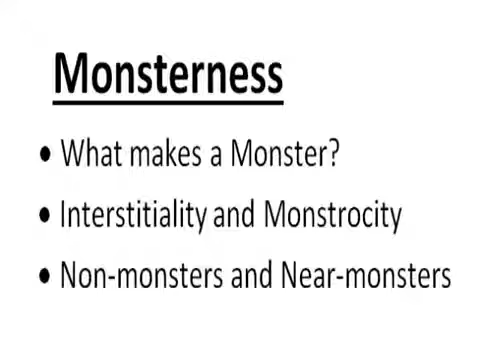 Monsterness
• What makes a Monster?
• Interstitiality and Monstrocity
• Non-monsters and Near-monsters